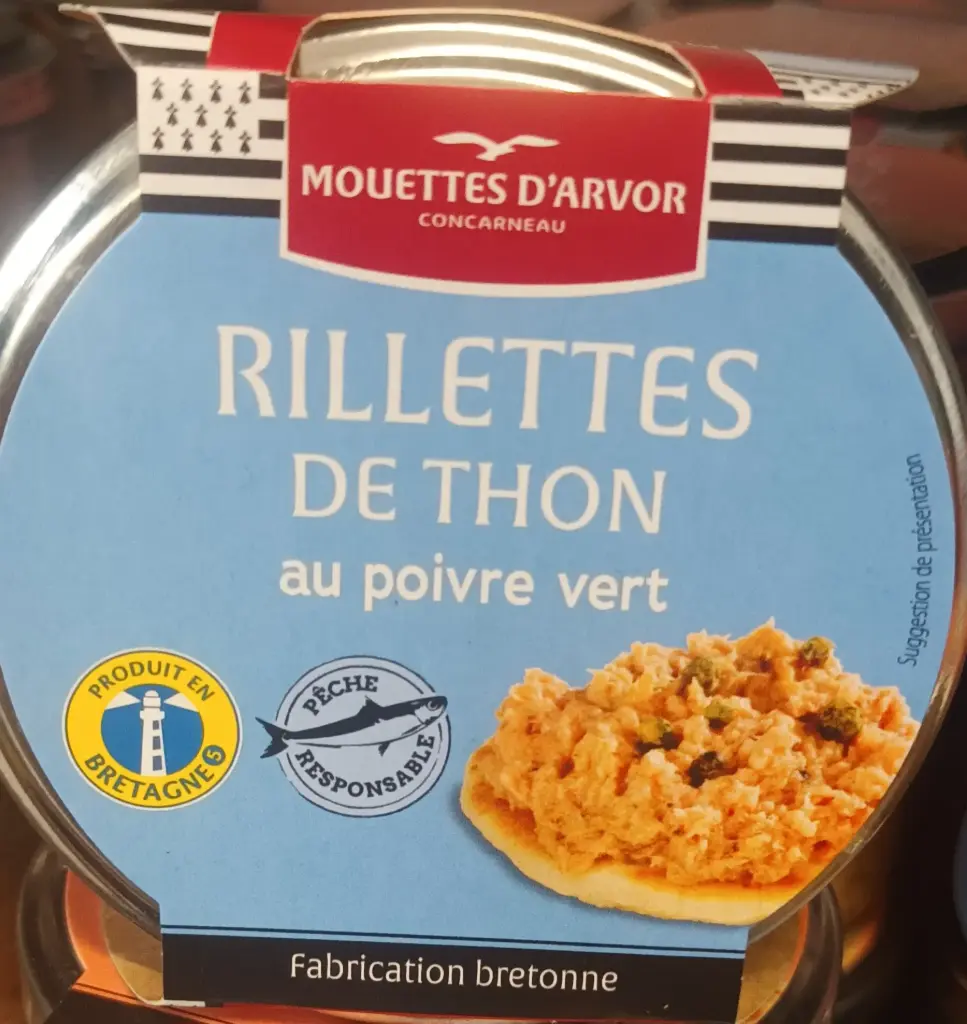 MOUETTES D'ARVOR
CONCARNEAU
RILLETTES
DE THON
au poivre vert
Suggestion de présentation
PRODUIT EN
BRETAGNE
PÊCHE
RESPONSABLE
Fabrication bretonne